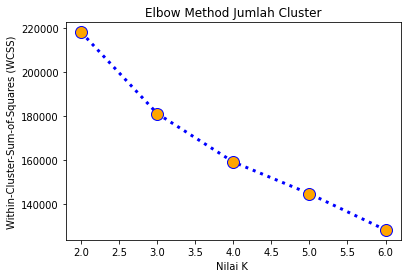 Elbow Method Jumlah Cluster
Within-Cluster-Sum-of-Squares (WCSS)
220000
200000
180000
160000
140000
2.0 2.5 3.0 3.5 4.0 4.5 5.0 5.5 6.0
Nilai K